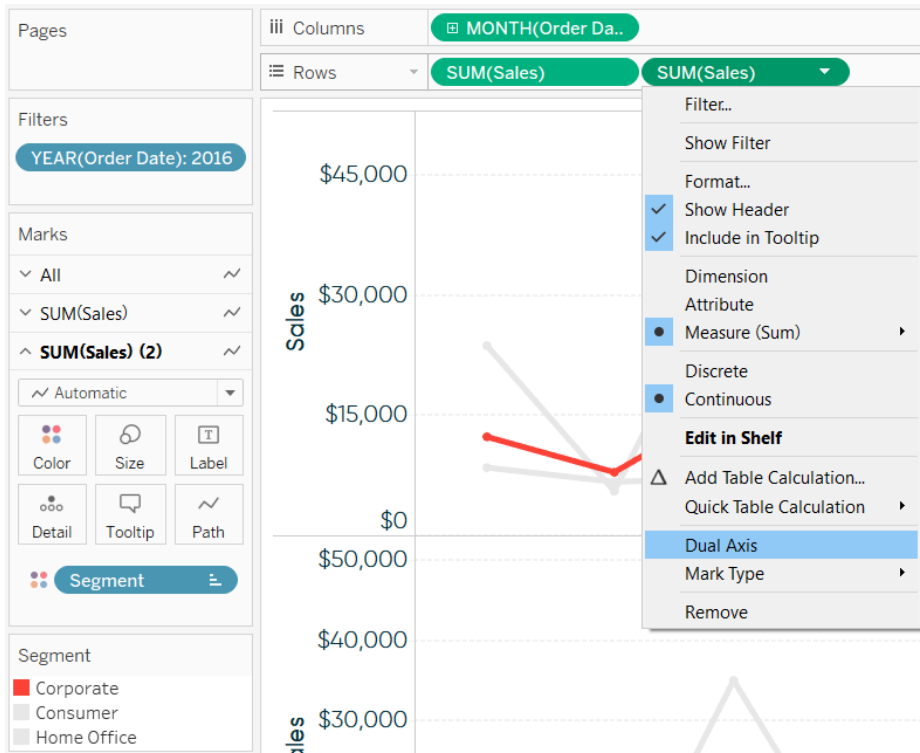 Pages
Columns
MONTH(Order Da..
Rows
SUM(Sales)
SUM(Sales)
Filters
YEAR(Order Date): 2016
Marks
All
SUM(Sales)
SUM(Sales) (2)
Automatic
Color
Size
T
Label
Detail
Tooltip
Path
Segment
Segment
Corporate
Consumer
Home Office
Sales
$45,000
$30,000
$15,000
$0
$50,000
$40,000
$30,000
ales
Filter...
Show Filter
Format...
Show Header
Include in Tooltip
Dimension
Attribute
Measure (Sum)
Discrete
Continuous
Edit in Shelf
Add Table Calculation...
Quick Table Calculation
Dual Axis
Mark Type
Remove